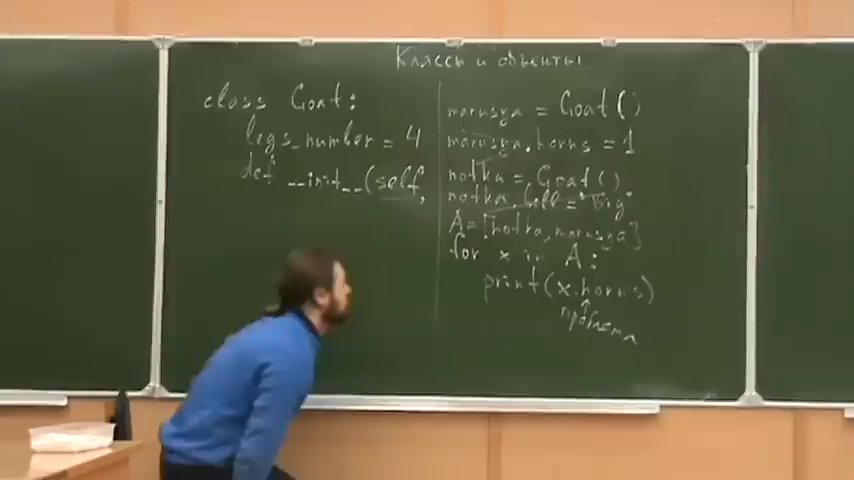 Классы и объекты
class Goat:
legs_number = 4
def __init__(self,
marusya = Goat()
marusya.horns = 1
notka = Goat()
notka.bell = "Big"
A=[notka, marusya]
for x in A:
print(x.horns)
↑
проблема